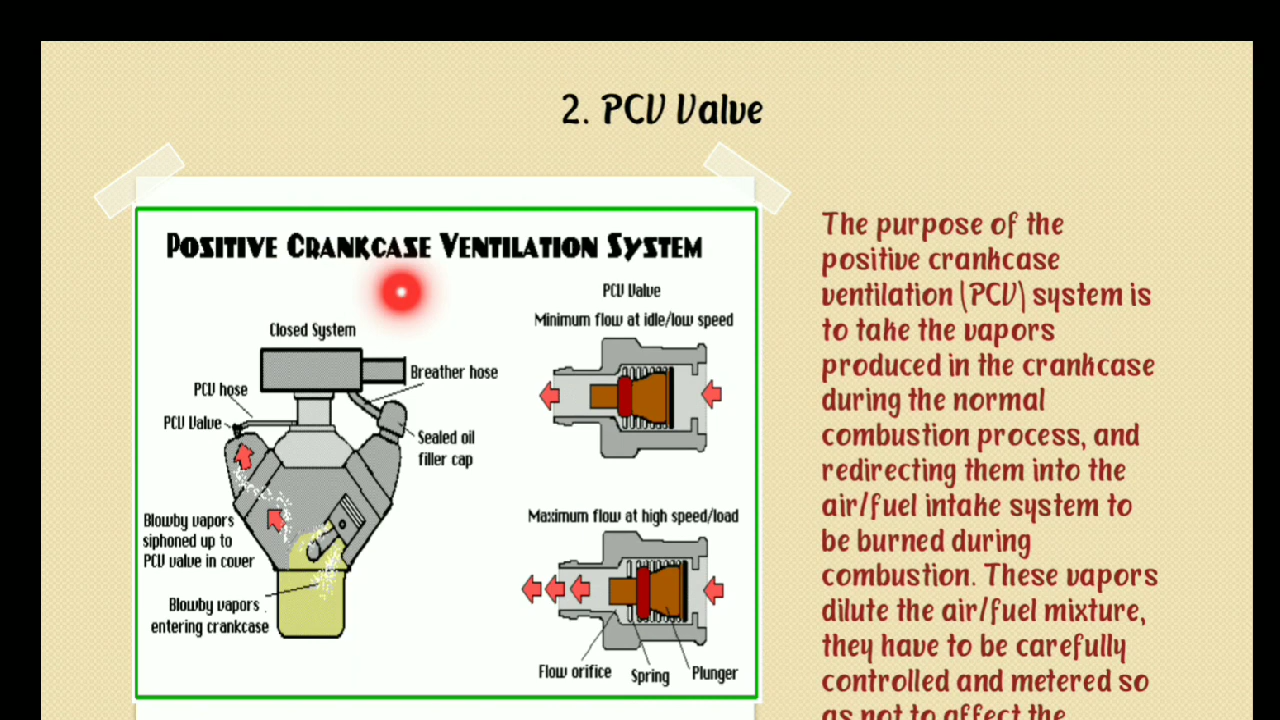 2. PCV Valve
POSITIVE CRANKCASE VENTILATION SYSTEM
PCV Valve
Minimum flow at idle/low speed
Closed System
Breather hose
PCV hose
PCV Valve
Sealed oil
filler cap
Blowby vapors
siphoned up to
PCV valve in cover
Blowby vapors
entering crankcase
Maximum flow at high speed/load
Flow orifice
Spring
Plunger
The purpose of the
positive crankcase
ventilation (PCV) system is
to take the vapors
produced in the crankcase
during the normal
combustion process, and
redirecting them into the
air/fuel intake system to
be burned during
combustion. These vapors
dilute the air/fuel mixture,
they have to be carefully
controlled and metered so
as not to affect the